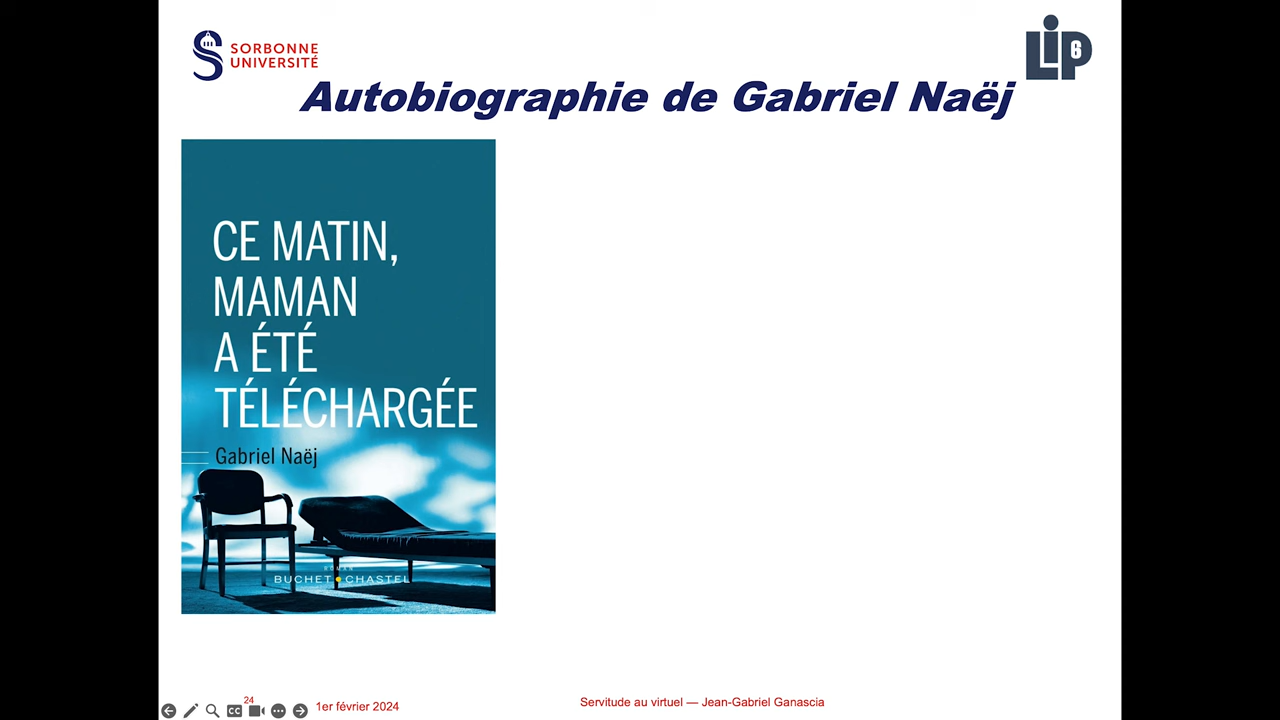 SORBONNE
UNIVERSITÉ
LIP6
Autobiographie de Gabriel Naëj
CE MATIN,
MAMAN
A ÉTÉ
TÉLÉCHARGÉE
Gabriel Naëj
ROMAN
BUCHET•CHASTEL
24
CC
1er février 2024
Servitude au virtuel — Jean-Gabriel Ganascia